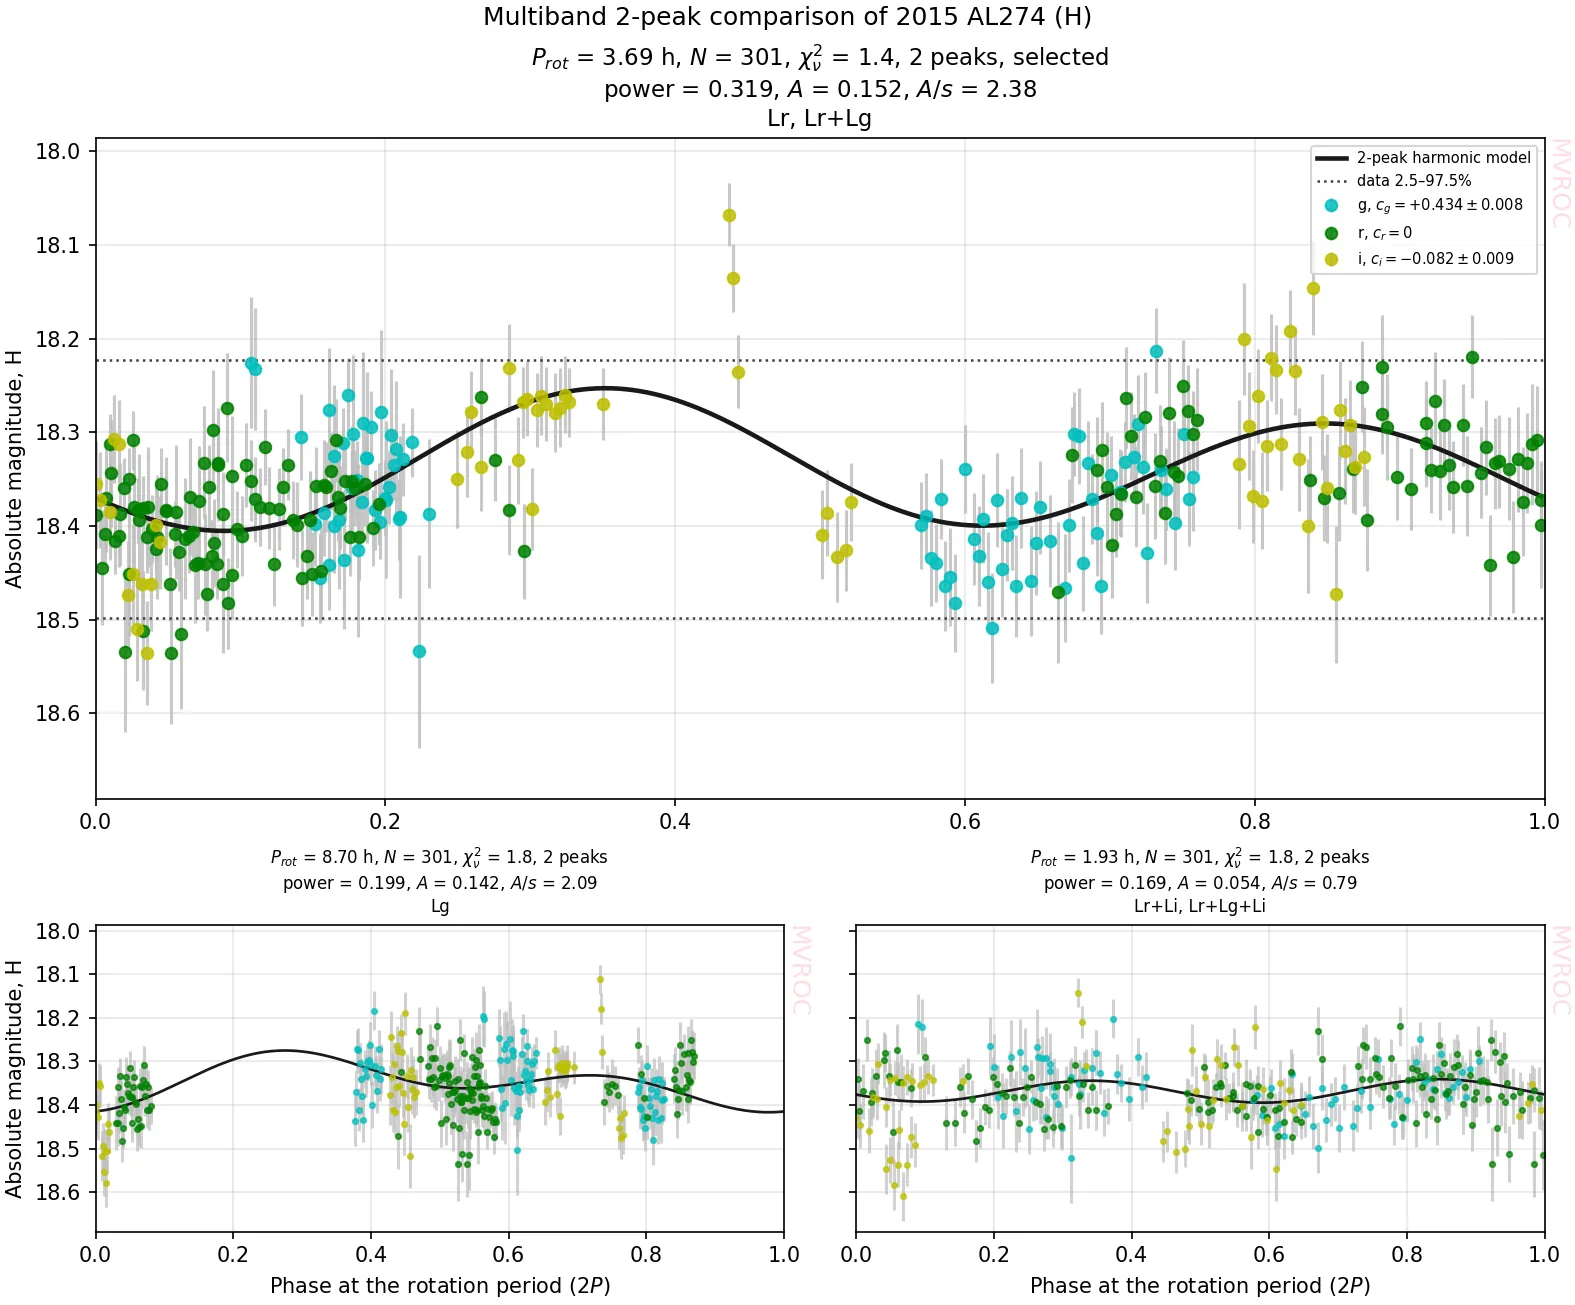 Multiband 2-peak comparison of 2015 AL274 (H)
P_rot = 3.69 h, N = 301, χ²_ν = 1.4, 2 peaks, selected
power = 0.319, A = 0.152, A/s = 2.38
Lr, Lr+Lg
2-peak harmonic model
data 2.5–97.5%
g, c_g = +0.434 ± 0.008
r, c_r = 0
i, c_i = −0.082 ± 0.009
MVROC
Absolute magnitude, H
18.0
18.1
18.2
18.3
18.4
18.5
18.6
0.0 0.2 0.4 0.6 0.8 1.0
P_rot = 8.70 h, N = 301, χ²_ν = 1.8, 2 peaks
power = 0.199, A = 0.142, A/s = 2.09
Lg
MVROC
Absolute magnitude, H
18.0
18.1
18.2
18.3
18.4
18.5
18.6
0.0 0.2 0.4 0.6 0.8 1.0
Phase at the rotation period (2P)
P_rot = 1.93 h, N = 301, χ²_ν = 1.8, 2 peaks
power = 0.169, A = 0.054, A/s = 0.79
Lr+Li, Lr+Lg+Li
MVROC
0.0 0.2 0.4 0.6 0.8 1.0
Phase at the rotation period (2P)